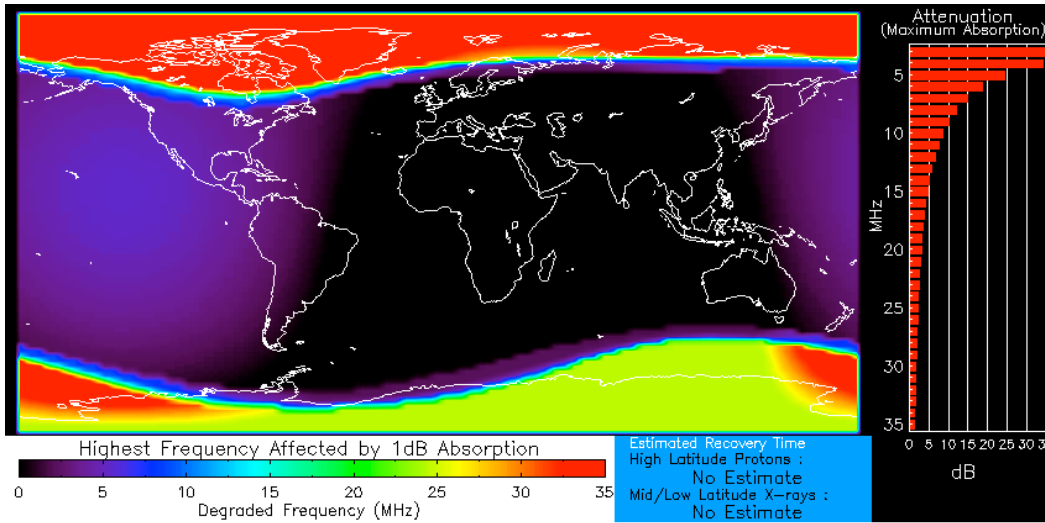 Attenuation
(Maximum Absorption)
5
10
15
MHz
20
25
30
35
0 5 10 15 20 25 30 3
dB
Highest Frequency Affected by 1dB Absorption
0 5 10 15 20 25 30 35
Degraded Frequency (MHz)
Estimated Recovery Time
High Latitude Protons :
No Estimate
Mid/Low Latitude X-rays :
No Estimate